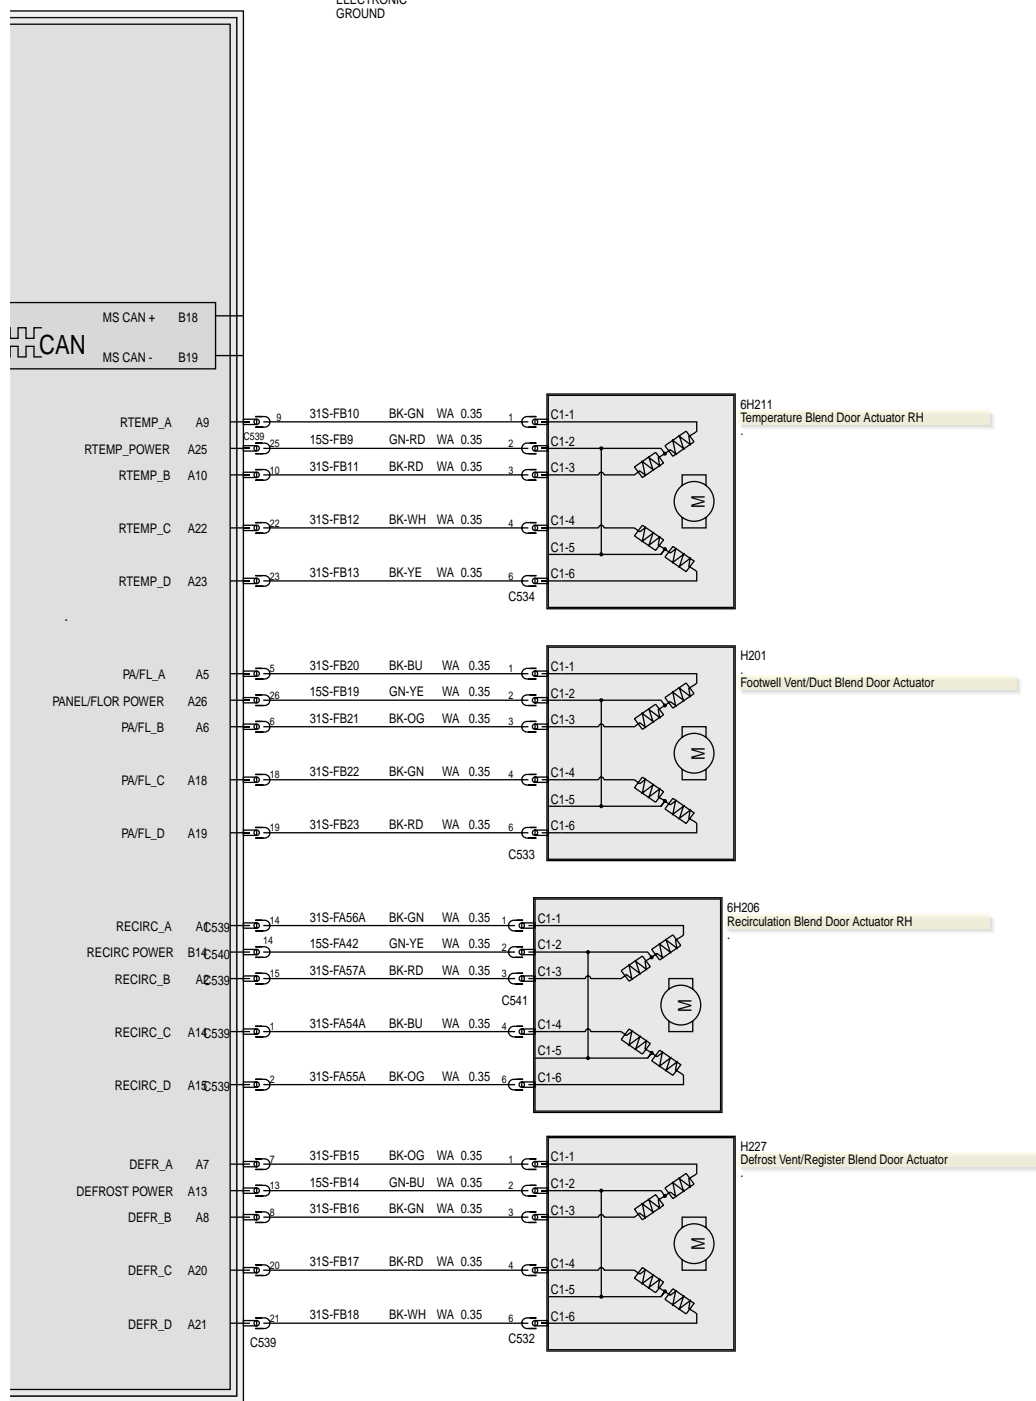 ELECTRONIC
GROUND
MS CAN + B18
CAN
MS CAN - B19
6H211
Temperature Blend Door Actuator RH
.
RTEMP_A A9 9 31S-FB10 BK-GN WA 0.35 1 C1-1
C539
RTEMP_POWER A25 25 15S-FB9 GN-RD WA 0.35 2 C1-2
RTEMP_B A10 10 31S-FB11 BK-RD WA 0.35 3 C1-3
M
RTEMP_C A22 22 31S-FB12 BK-WH WA 0.35 4 C1-4
C1-5
RTEMP_D A23 23 31S-FB13 BK-YE WA 0.35 6 C1-6
C534
.
H201
.
Footwell Vent/Duct Blend Door Actuator
PA/FL_A A5 5 31S-FB20 BK-BU WA 0.35 1 C1-1
PANEL/FLOR POWER A26 26 15S-FB19 GN-YE WA 0.35 2 C1-2
PA/FL_B A6 6 31S-FB21 BK-OG WA 0.35 3 C1-3
M
PA/FL_C A18 18 31S-FB22 BK-GN WA 0.35 4 C1-4
C1-5
PA/FL_D A19 19 31S-FB23 BK-RD WA 0.35 6 C1-6
C533
6H206
Recirculation Blend Door Actuator RH
.
RECIRC_A A1 C539 14 31S-FA56A BK-GN WA 0.35 1 C1-1
RECIRC POWER B14 C540 14 15S-FA42 GN-YE WA 0.35 2 C1-2
RECIRC_B A2 C539 15 31S-FA57A BK-RD WA 0.35 3 C1-3
C541
M
RECIRC_C A14 C539 1 31S-FA54A BK-BU WA 0.35 4 C1-4
C1-5
RECIRC_D A15 C539 2 31S-FA55A BK-OG WA 0.35 6 C1-6
H227
Defrost Vent/Register Blend Door Actuator
.
DEFR_A A7 7 31S-FB15 BK-OG WA 0.35 1 C1-1
DEFROST POWER A13 13 15S-FB14 GN-BU WA 0.35 2 C1-2
DEFR_B A8 8 31S-FB16 BK-GN WA 0.35 3 C1-3
M
DEFR_C A20 20 31S-FB17 BK-RD WA 0.35 4 C1-4
C1-5
DEFR_D A21 21 31S-FB18 BK-WH WA 0.35 6 C1-6
C539 C532